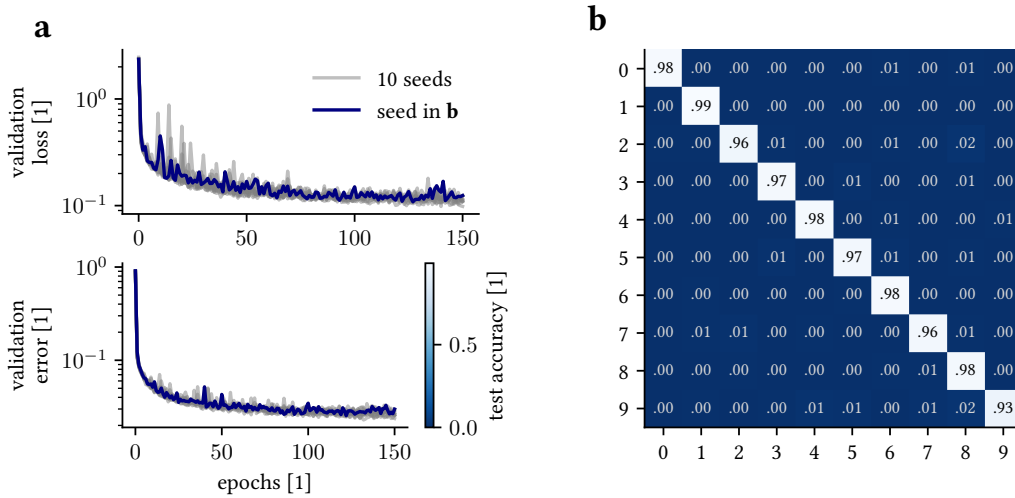 a
validation
loss [1]
10⁰
10⁻¹
10 seeds
seed in b
0 50 100 150
validation
error [1]
10⁰
10⁻¹
0 50 100 150
epochs [1]
0.5
0.0
test accuracy [1]
b
0 .98 .00 .00 .00 .00 .01 .00 .01 .00
1 .00 .99 .00 .00 .00 .00 .00 .00 .00
2 .00 .00 .96 .01 .00 .00 .00 .02 .00
3 .00 .00 .00 .97 .00 .01 .00 .00 .01 .00
4 .00 .00 .00 .00 .98 .00 .01 .00 .00 .01
5 .00 .00 .00 .01 .00 .97 .01 .00 .01 .00
6 .00 .00 .00 .00 .00 .00 .98 .00 .00 .00
7 .00 .01 .01 .00 .00 .00 .00 .96 .01 .00
8 .00 .00 .00 .00 .00 .00 .00 .01 .98 .00
9 .00 .00 .00 .00 .01 .01 .00 .01 .02 .93
0 1 2 3 4 5 6 7 8 9